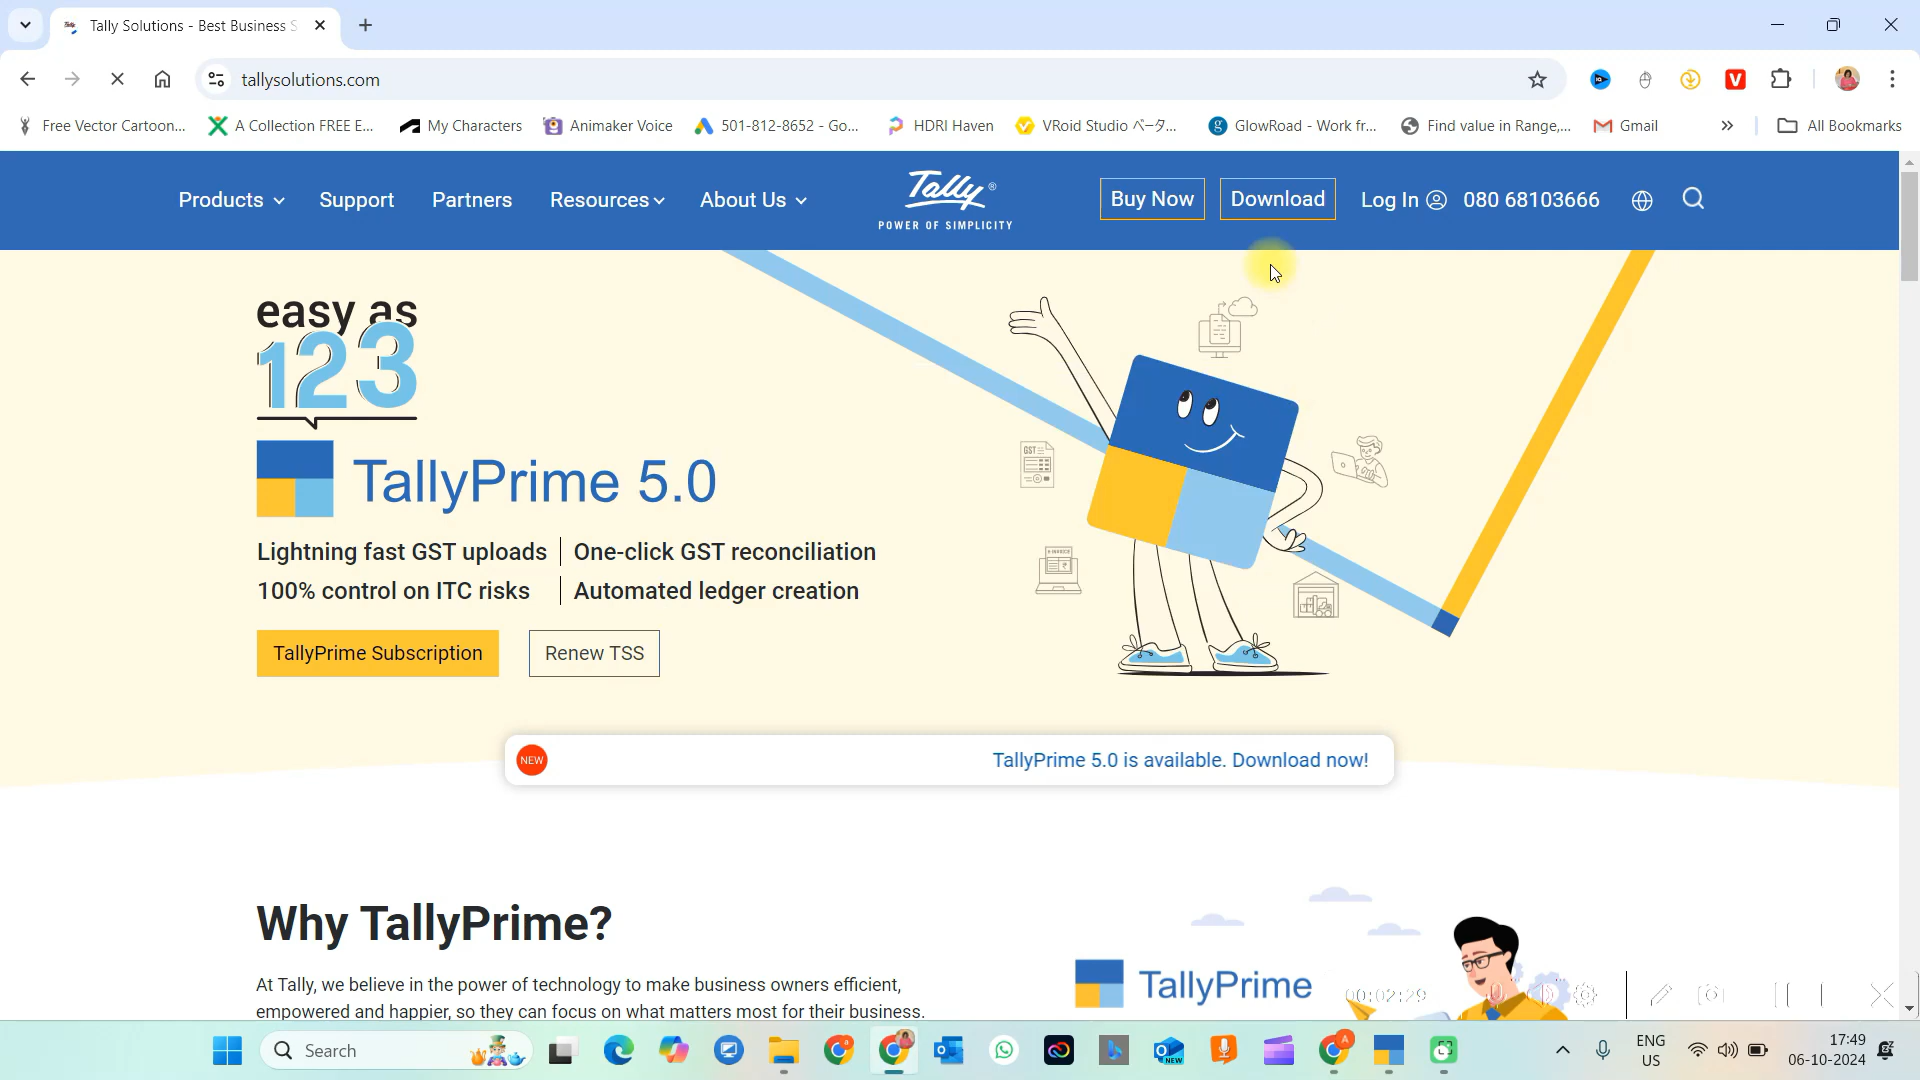 Tally Solutions - Best Business S
tallysolutions.com
Free Vector Cartoon...
A Collection FREE E...
My Characters
Animaker Voice
501-812-8652 - Go...
HDRI Haven
VRoid Studio ベータ...
GlowRoad - Work fr...
Find value in Range,...
Gmail
All Bookmarks
Products
Support
Partners
Resources
About Us
Tally®
POWER OF SIMPLICITY
Buy Now
Download
Log In
080 68103666
easy as
123
TallyPrime 5.0
Lightning fast GST uploads
One-click GST reconciliation
100% control on ITC risks
Automated ledger creation
TallyPrime Subscription
Renew TSS
GST
NEW
TallyPrime 5.0 is available. Download now!
Why TallyPrime?
At Tally, we believe in the power of technology to make business owners efficient,
empowered and happier, so they can focus on what matters most for their business.
TallyPrime
00:02:29
Search
NEW
A
ENG
US
17:49
06-10-2024